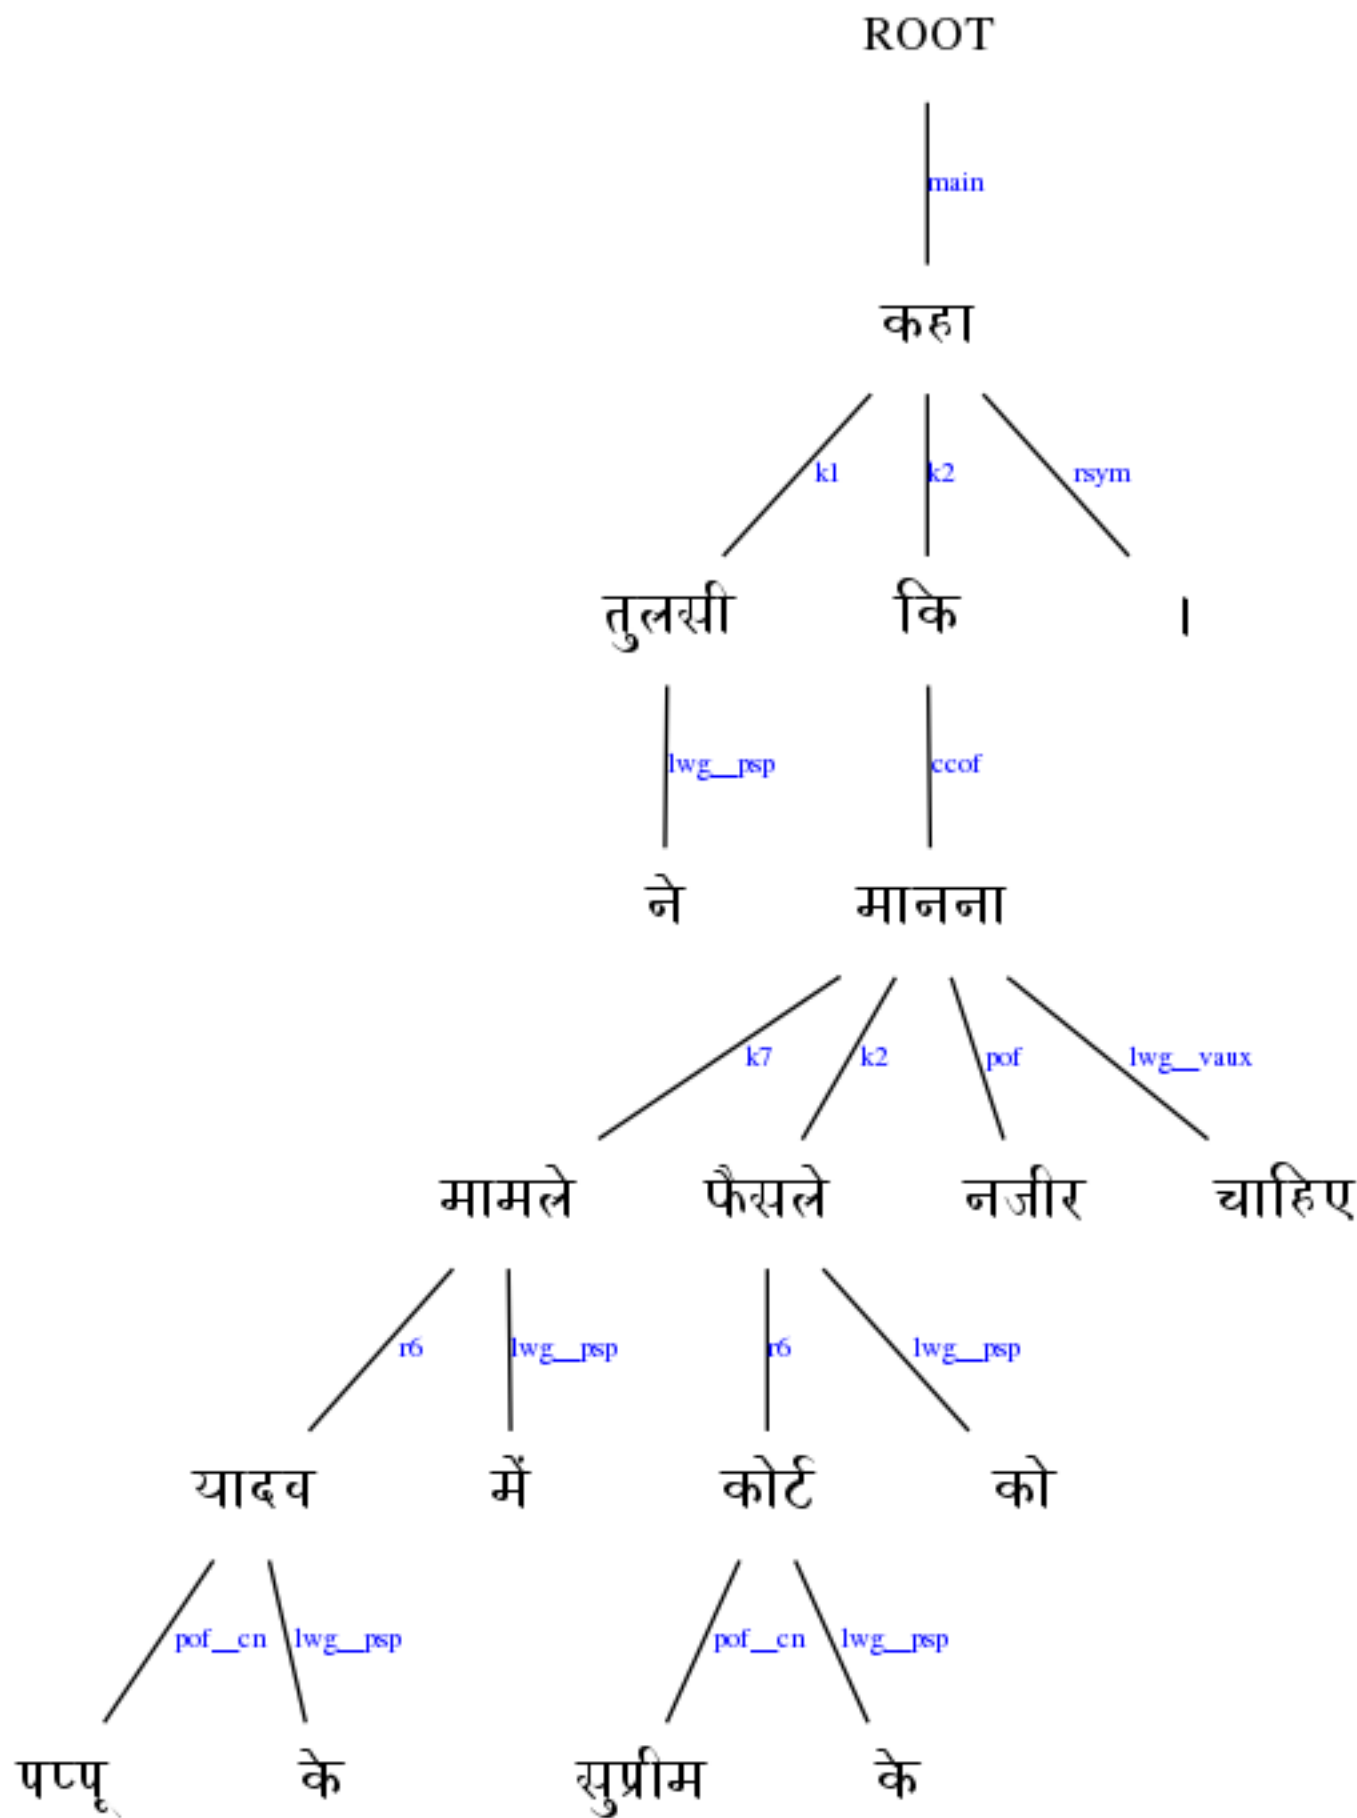 ROOT
main
कहा
k1 k2 rsym
तुलसी कि ।
lwg__psp ccof
ने मानना
k7 k2 pof lwg__vaux
मामले फैसले नजीर चाहिए
r6 lwg__psp r6 lwg__psp
यादव में कोर्ट को
pof__cn lwg__psp pof__cn lwg__psp
पप्पू के सुप्रीम के